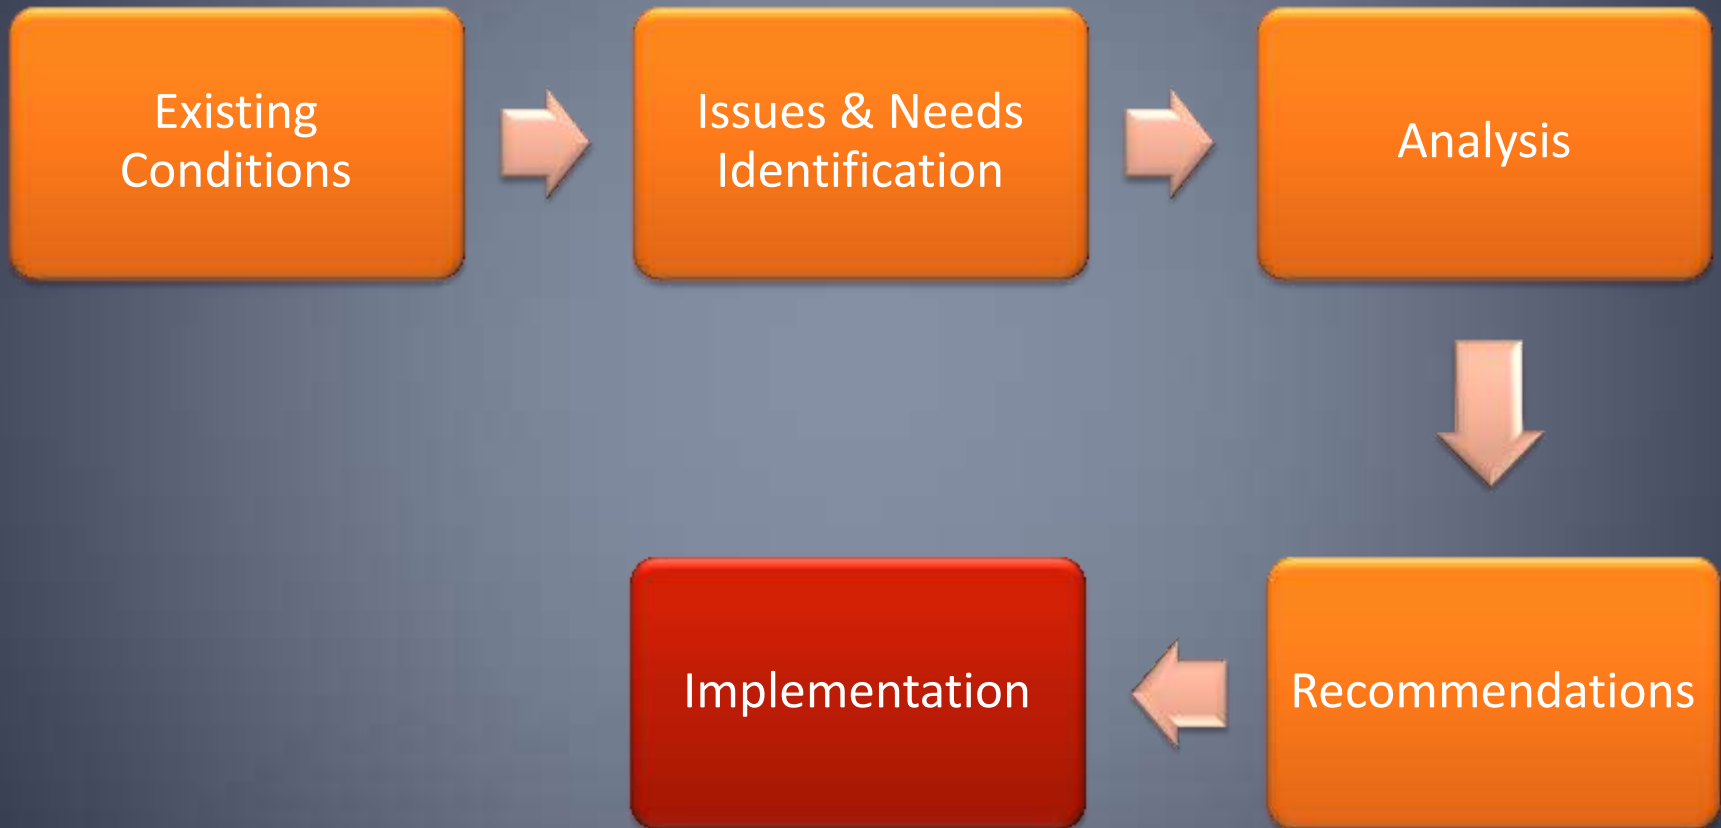 Existing
Conditions
Issues & Needs
Identification
Analysis
Recommendations
Implementation